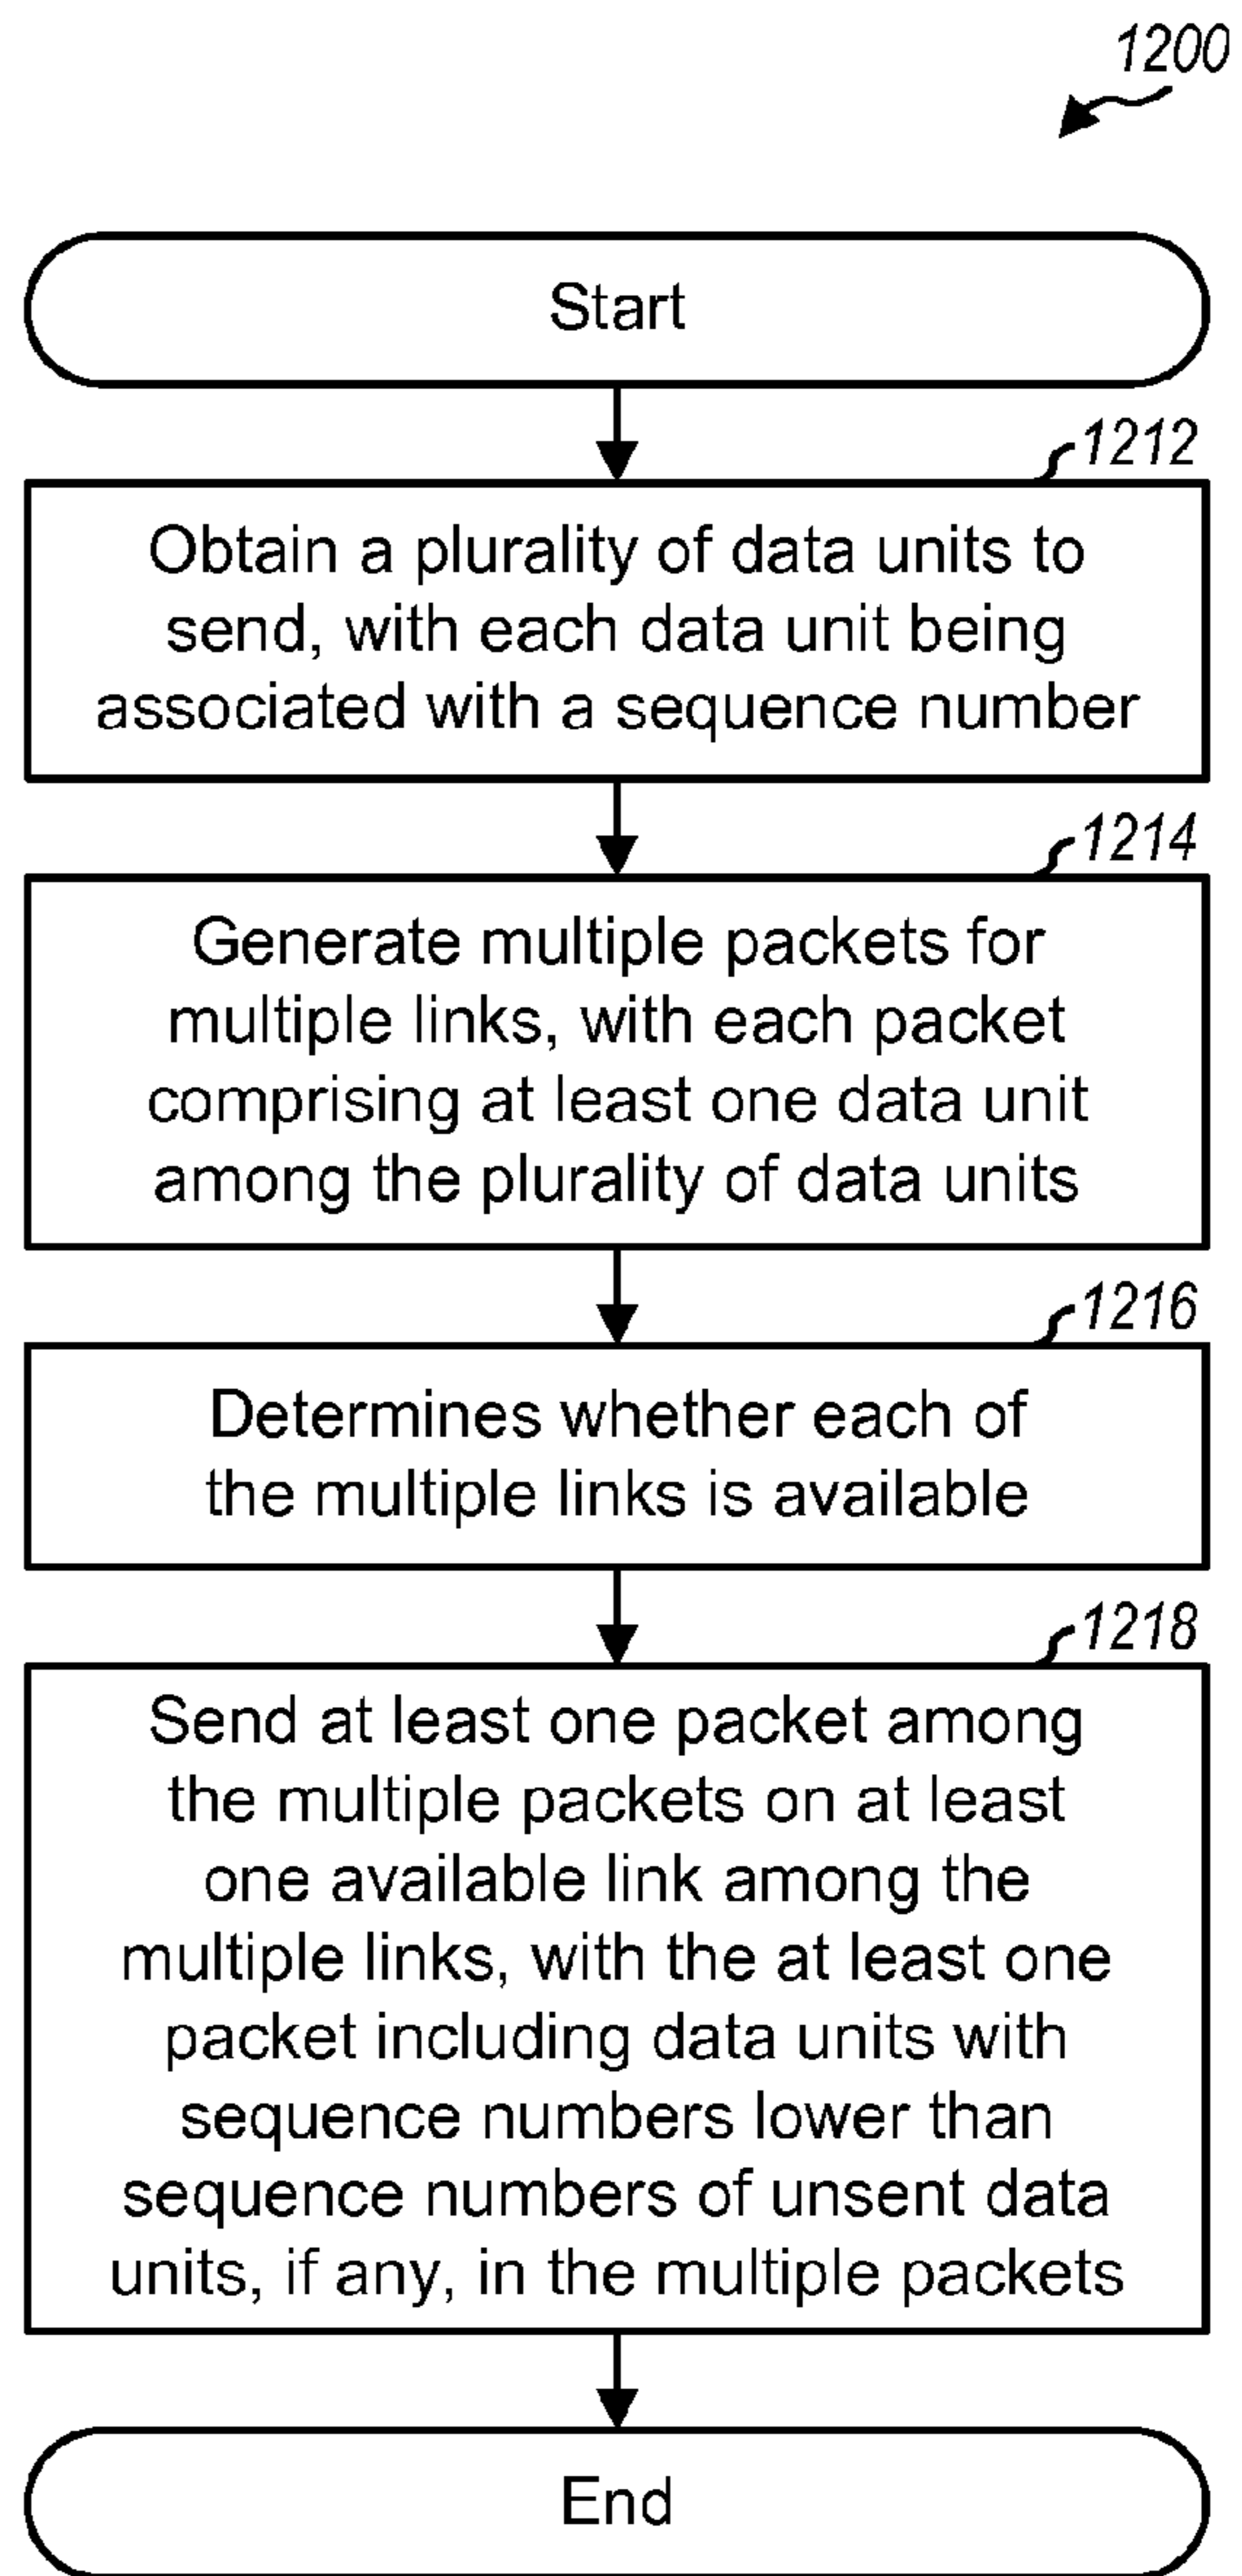 1200
Start
1212
Obtain a plurality of data units to
send, with each data unit being
associated with a sequence number
1214
Generate multiple packets for
multiple links, with each packet
comprising at least one data unit
among the plurality of data units
1216
Determines whether each of
the multiple links is available
1218
Send at least one packet among
the multiple packets on at least
one available link among the
multiple links, with the at least one
packet including data units with
sequence numbers lower than
sequence numbers of unsent data
units, if any, in the multiple packets
End